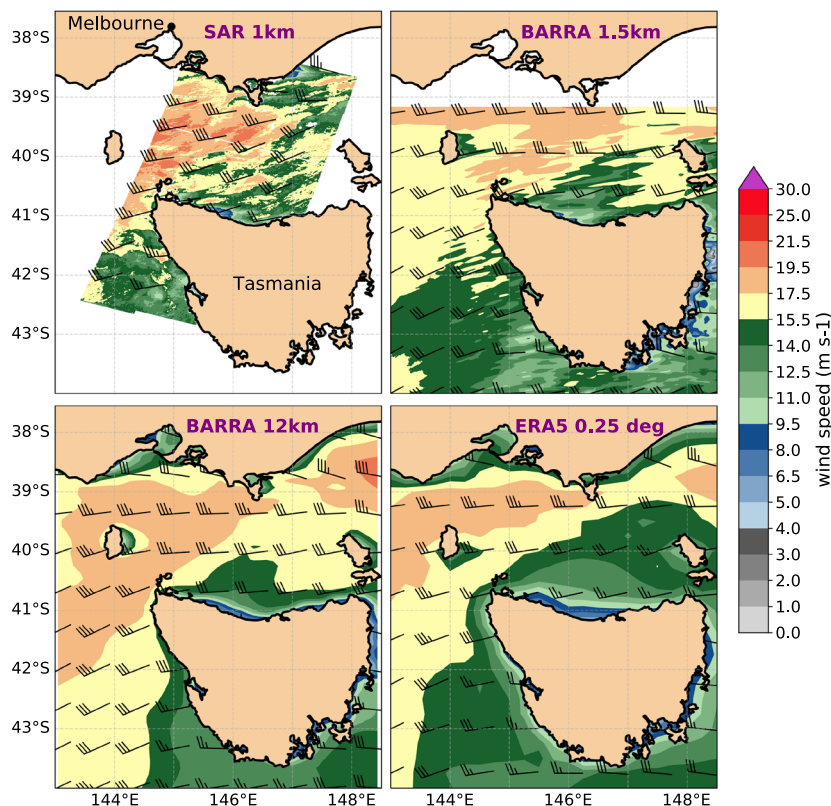 Melbourne
SAR 1km
BARRA 1.5km
38°S
39°S
40°S
41°S
42°S
43°S
Tasmania
BARRA 12km
ERA5 0.25 deg
38°S
39°S
40°S
41°S
42°S
43°S
144°E
146°E
148°E
144°E
146°E
148°E
30.0
25.0
21.5
19.5
17.5
15.5
14.0
12.5
11.0
9.5
8.0
6.5
5.0
4.0
3.0
2.0
1.0
0.0
wind speed (m s-1)